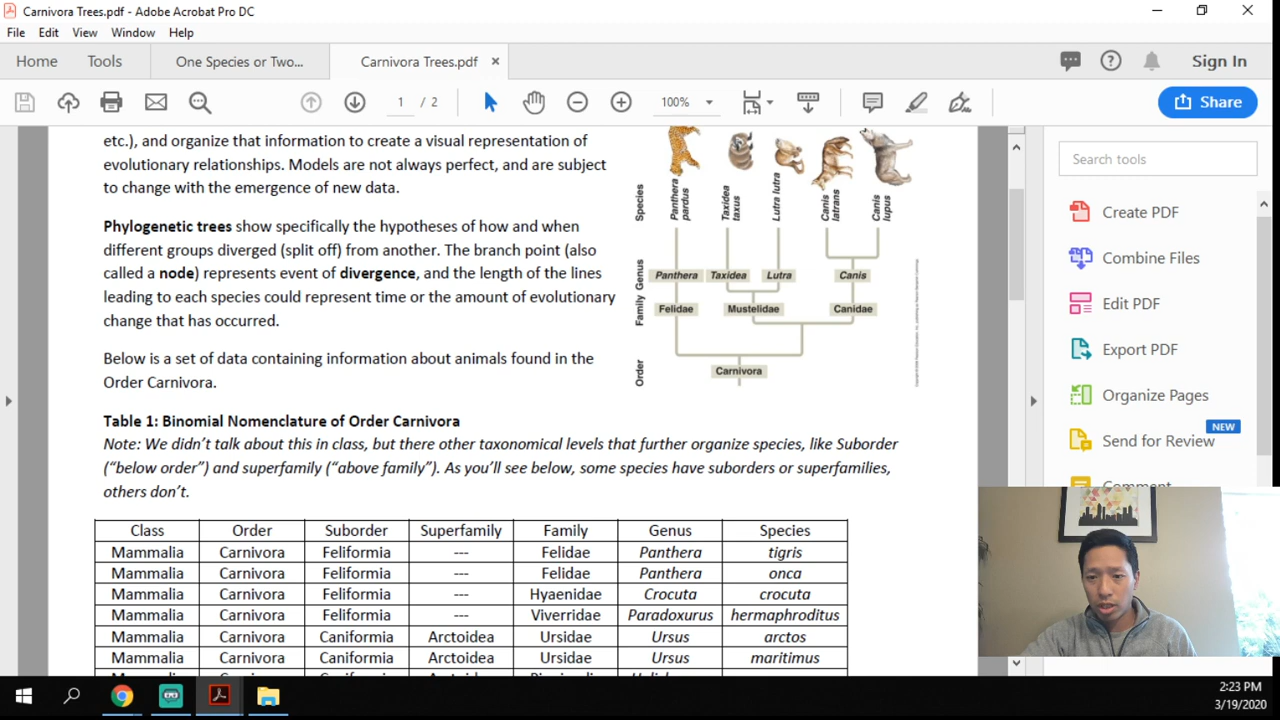 Carnivora Trees.pdf - Adobe Acrobat Pro DC
File Edit View Window Help
Home Tools One Species or Two... Carnivora Trees.pdf ×
1 / 2 100% Share
Sign In
etc.), and organize that information to create a visual representation of
evolutionary relationships. Models are not always perfect, and are subject
to change with the emergence of new data.
Phylogenetic trees show specifically the hypotheses of how and when
different groups diverged (split off) from another. The branch point (also
called a node) represents event of divergence, and the length of the lines
leading to each species could represent time or the amount of evolutionary
change that has occurred.
Below is a set of data containing information about animals found in the
Order Carnivora.
Species
Panthera pardus
Taxidea taxus
Lutra lutra
Canis latrans
Canis lupus
Genus
Panthera Taxidea Lutra Canis
Family
Felidae Mustelidae Canidae
Order
Carnivora
Table 1: Binomial Nomenclature of Order Carnivora
Note: We didn't talk about this in class, but there other taxonomical levels that further organize species, like Suborder
("below order") and superfamily ("above family"). As you'll see below, some species have suborders or superfamilies,
others don't.
Class Order Suborder Superfamily Family Genus Species
Mammalia Carnivora Feliformia --- Felidae Panthera tigris
Mammalia Carnivora Feliformia --- Felidae Panthera onca
Mammalia Carnivora Feliformia --- Hyaenidae Crocuta crocuta
Mammalia Carnivora Feliformia --- Viverridae Paradoxurus hermaphroditus
Mammalia Carnivora Caniformia Arctoidea Ursidae Ursus arctos
Mammalia Carnivora Caniformia Arctoidea Ursidae Ursus maritimus
Search tools
Create PDF
Combine Files
Edit PDF
Export PDF
Organize Pages
NEW
Send for Review
Comment
2:23 PM
3/19/2020